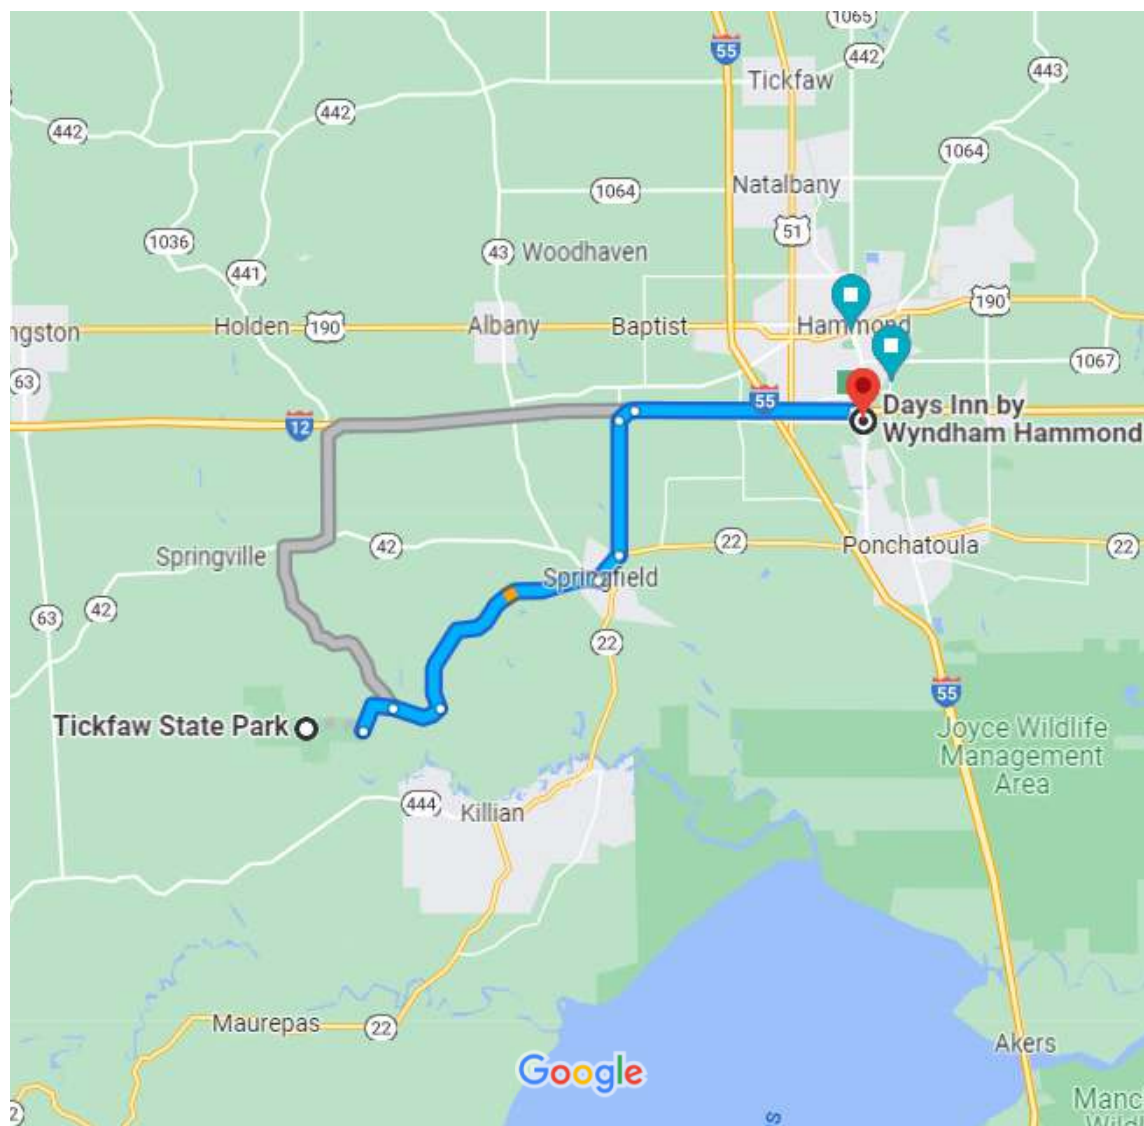 1065
55
442
Tickfaw
443
442
442
1064
Natalbany
1064
51
1036
43
Woodhaven
441
190
ngston
Holden
190
Albany
Baptist
Hammond
1067
63
55
Days Inn by
Wyndham Hammond
12
Springville
42
22
Ponchatoula
22
Springfield
42
63
22
55
Tickfaw State Park
Joyce Wildlife
Management
Area
444
Killian
Maurepas
22
Akers
Google
Manc
Wildl
2
s